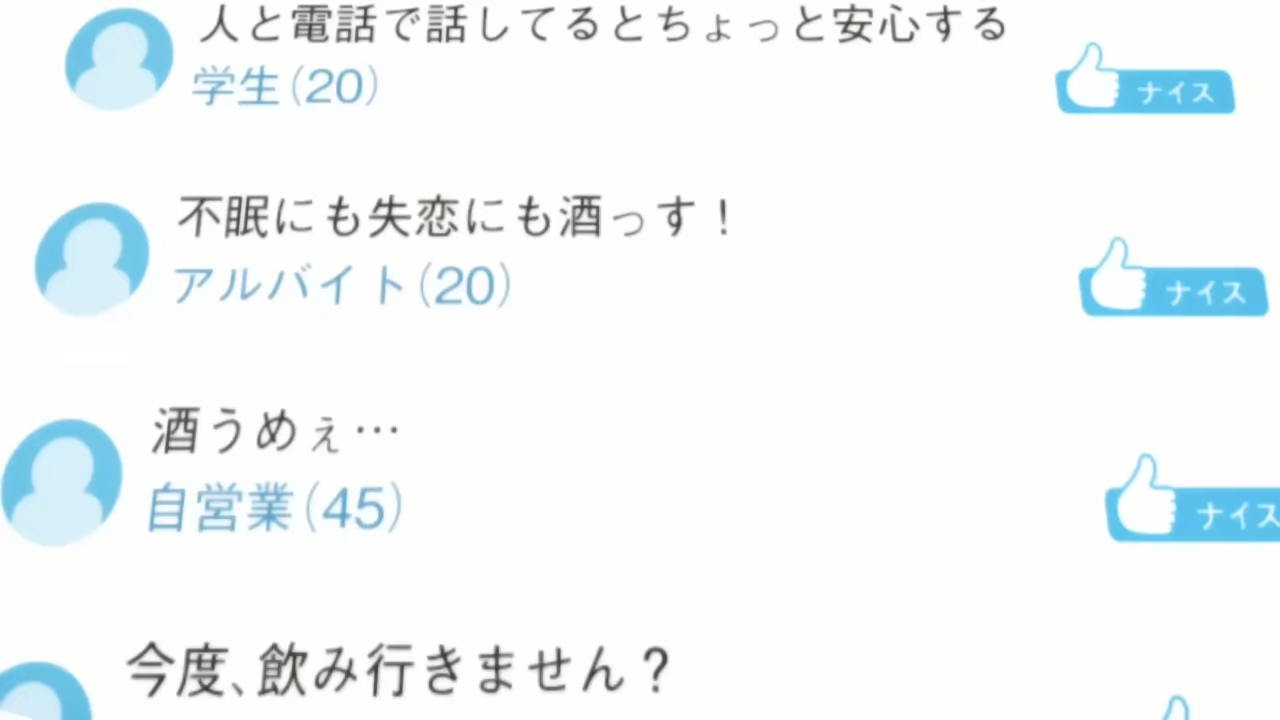 人と電話で話してるとちょっと安心する
学生(20)
ナイス
不眠にも失恋にも酒っす！
アルバイト(20)
ナイス
酒うめぇ…
自営業(45)
ナイス
今度、飲み行きません？